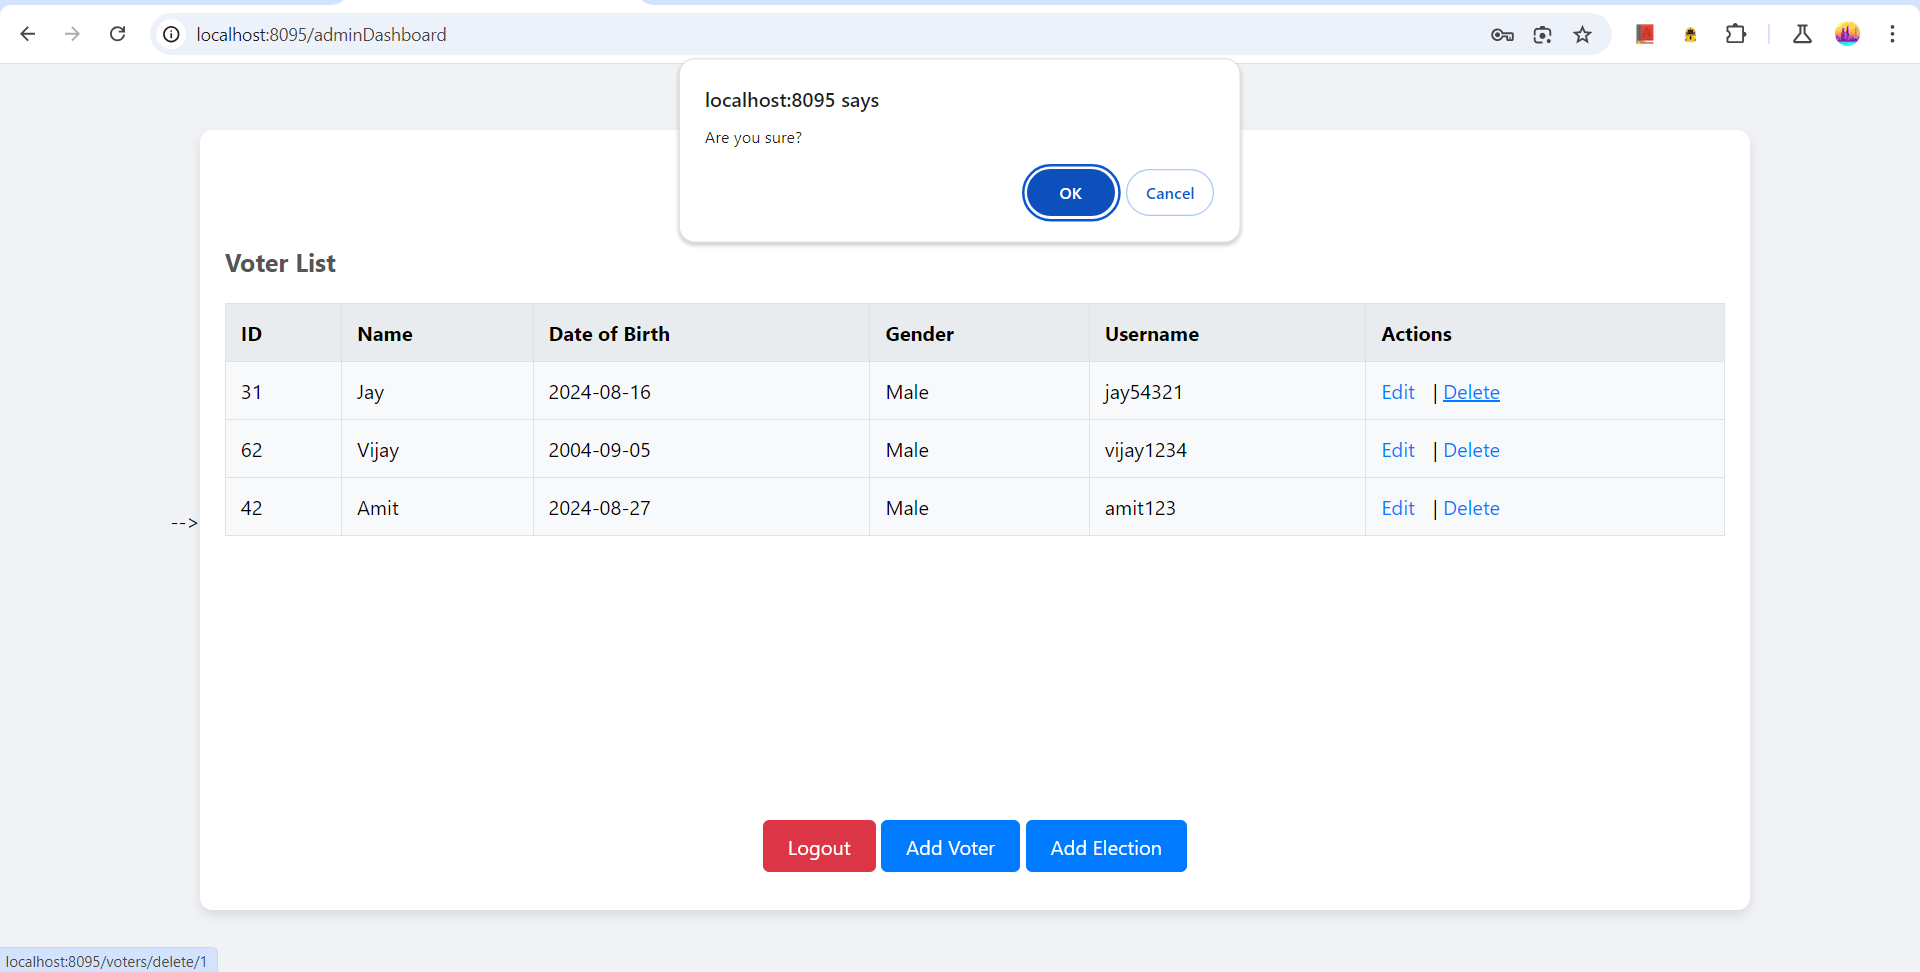 localhost:8095/adminDashboard
localhost:8095 says
Are you sure?
OK Cancel
Voter List
ID Name Date of Birth Gender Username Actions
31 Jay 2024-08-16 Male jay54321 Edit | Delete
62 Vijay 2004-09-05 Male vijay1234 Edit | Delete
42 Amit 2024-08-27 Male amit123 Edit | Delete
-->
Logout Add Voter Add Election
localhost:8095/voters/delete/1